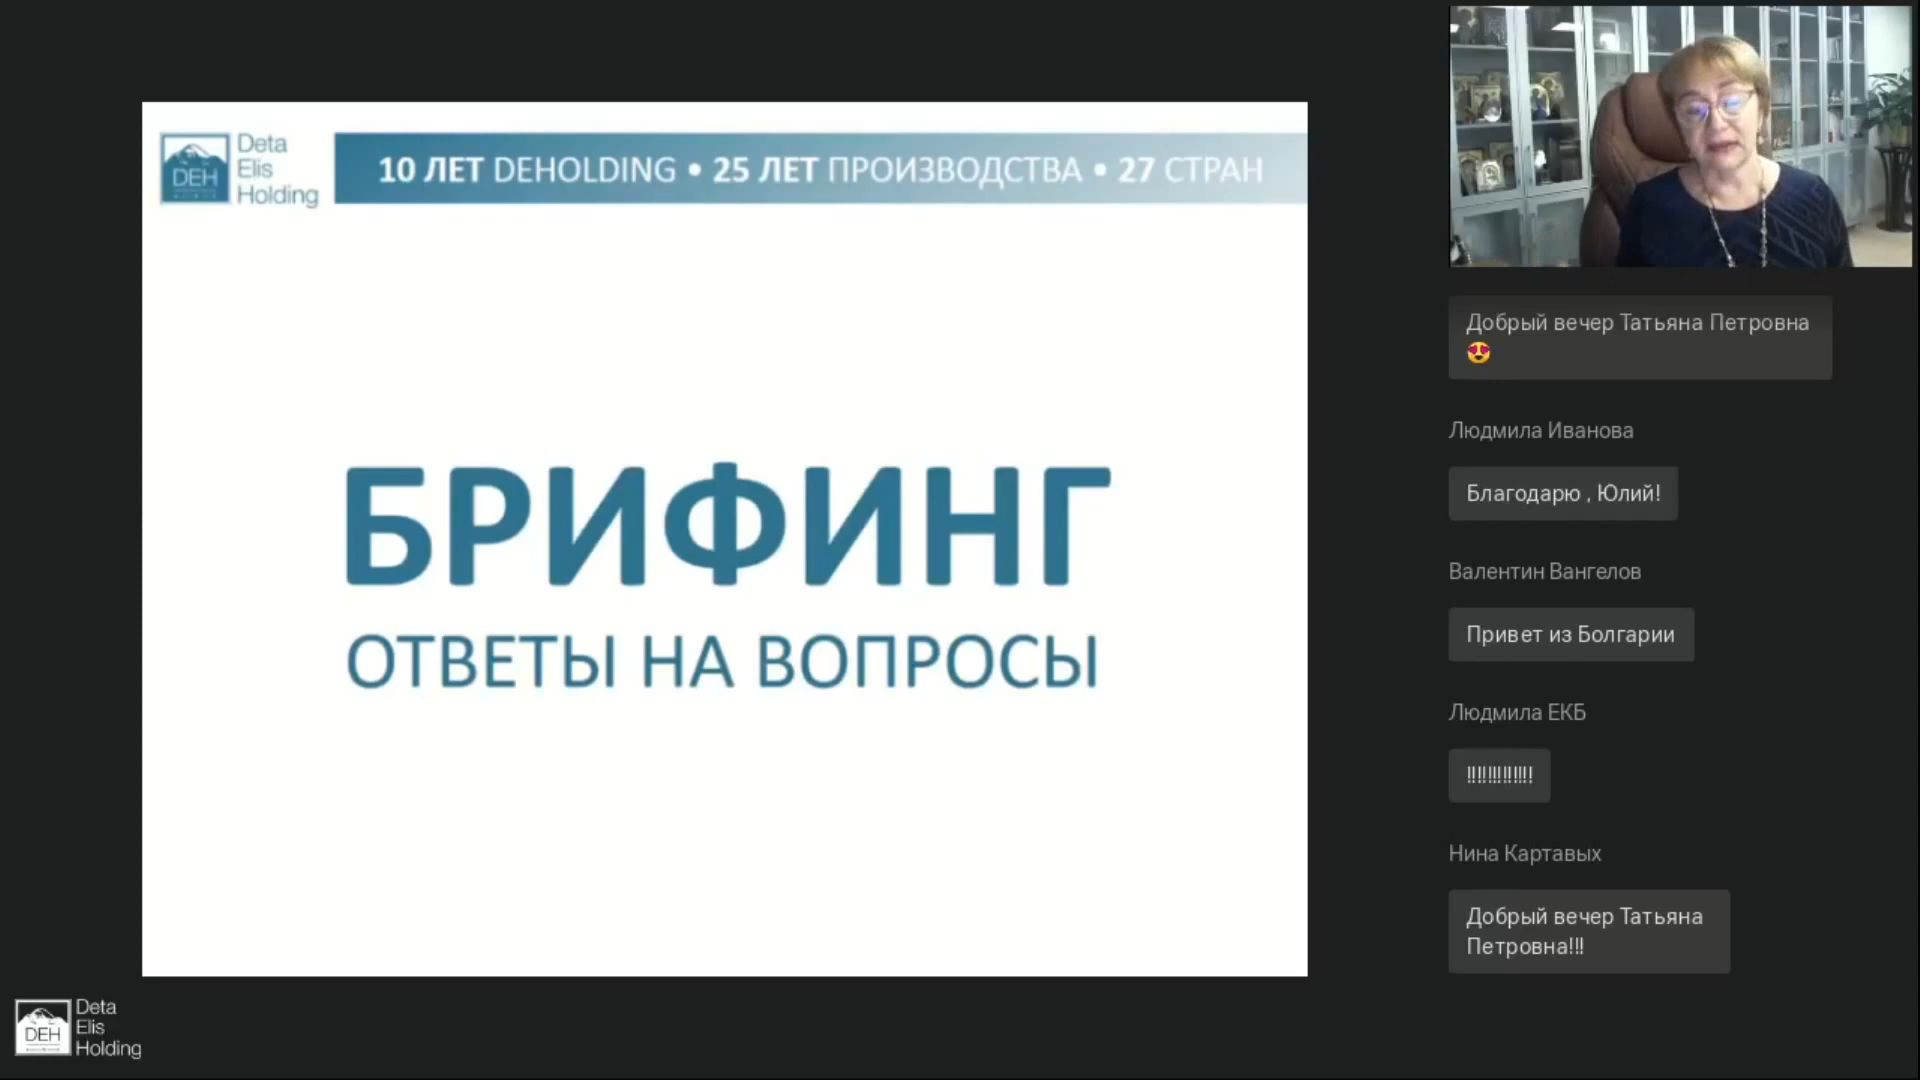 Deta
Elis
Holding
DEH
10 ЛЕТ DEHOLDING • 25 ЛЕТ ПРОИЗВОДСТВА • 27 СТРАН
БРИФИНГ
ОТВЕТЫ НА ВОПРОСЫ
Добрый вечер Татьяна Петровна
😍
Людмила Иванова
Благодарю , Юлий!
Валентин Вангелов
Привет из Болгарии
Людмила ЕКБ
!!!!!!!!!!!!!
Нина Картавых
Добрый вечер Татьяна
Петровна!!!
Deta
Elis
Holding
DEH